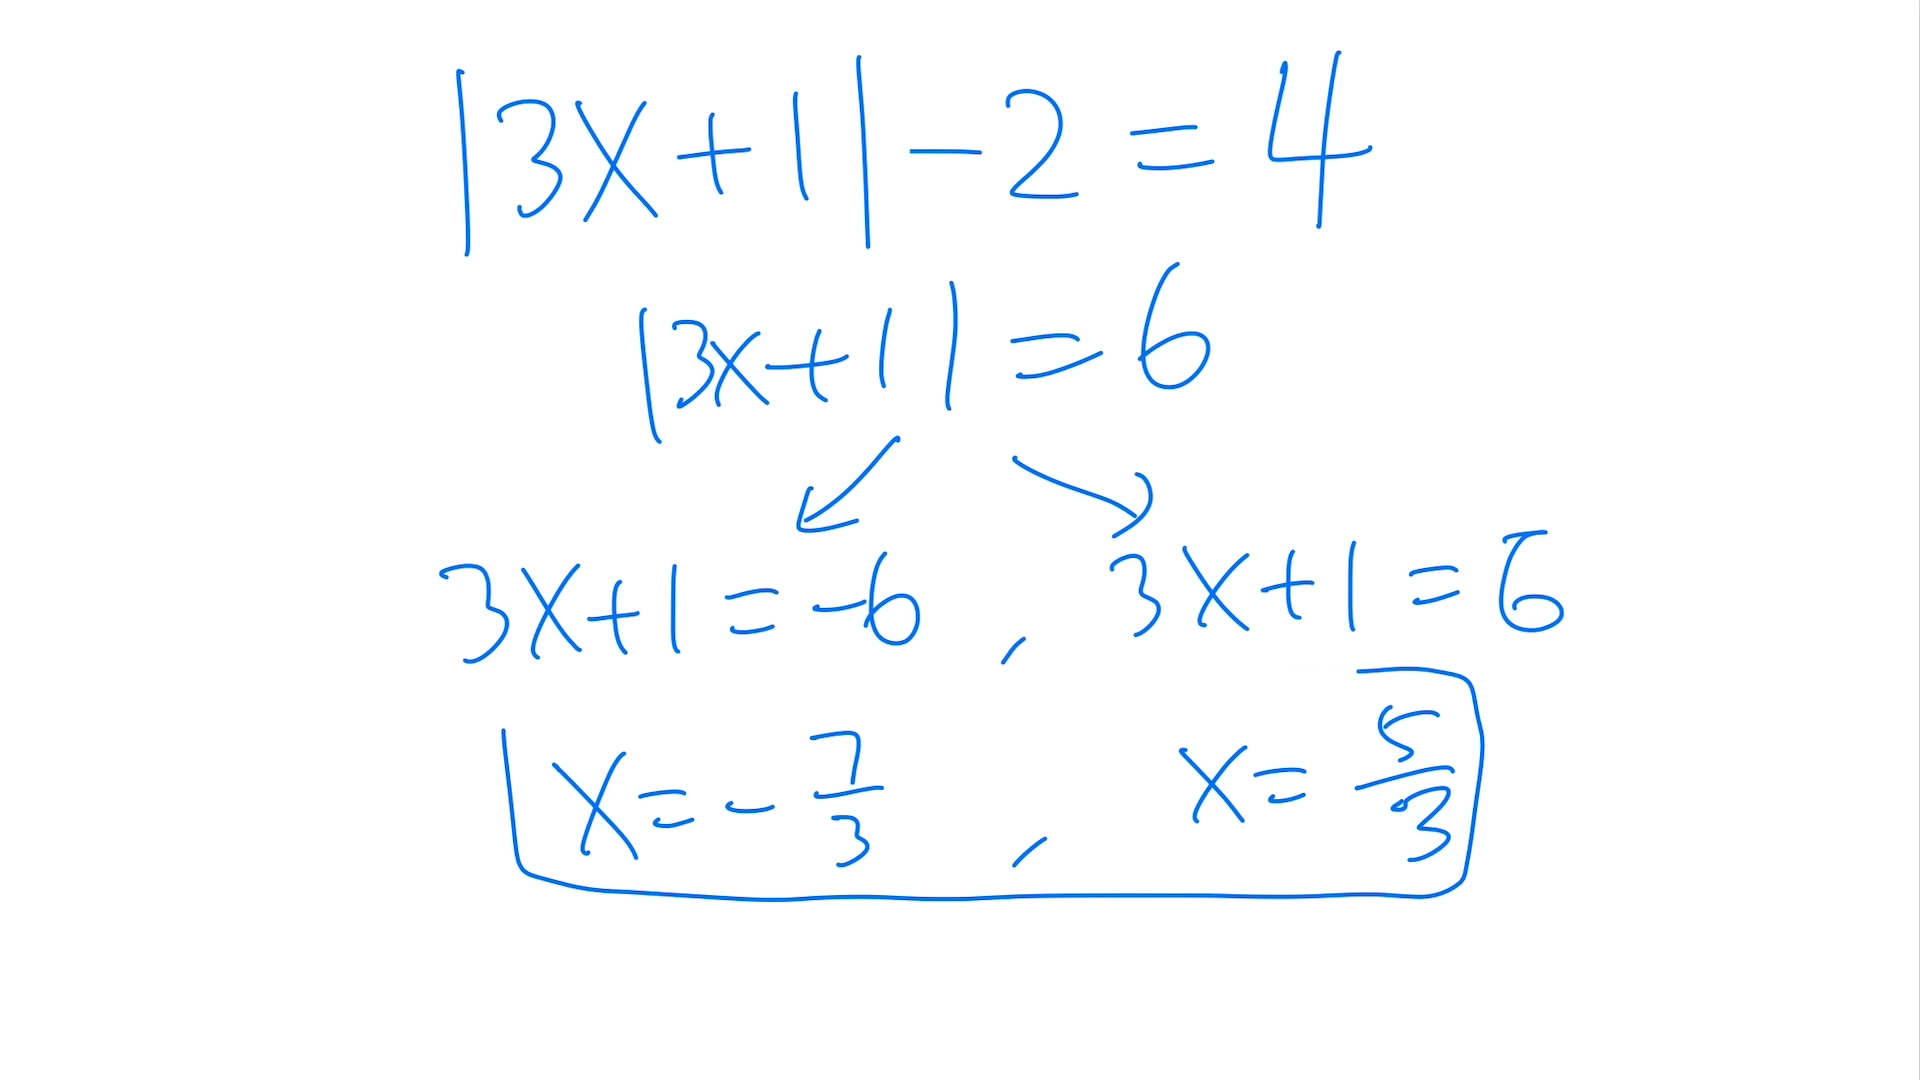 |3x+1|-2=4
|3x+1|=6
3x+1=-6, 3x+1=6
x=-7/3, x=5/3